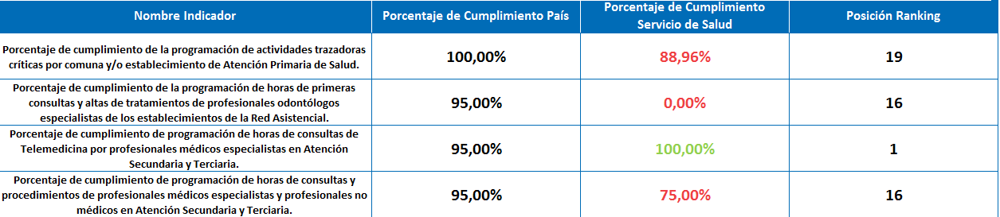 Nombre Indicador
Porcentaje de Cumplimiento País
Porcentaje de Cumplimiento
Servicio de Salud
Posición Ranking
Porcentaje de cumplimiento de la programación de actividades trazadoras
críticas por comuna y/o establecimiento de Atención Primaria de Salud.
100,00%
88,96%
19
Porcentaje de cumplimiento de la programación de horas de primeras
consultas y altas de tratamientos de profesionales odontólogos
especialistas de los establecimientos de la Red Asistencial.
95,00%
0,00%
16
Porcentaje de cumplimiento de programación de horas de consultas de
Telemedicina por profesionales médicos especialistas en Atención
Secundaria y Terciaria.
95,00%
100,00%
1
Porcentaje de cumplimiento de programación de horas de consultas y
procedimientos de profesionales médicos especialistas y profesionales no
médicos en Atención Secundaria y Terciaria.
95,00%
75,00%
16